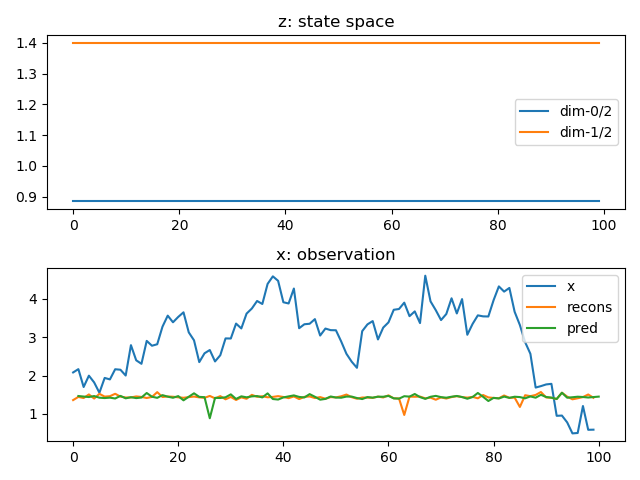 z: state space
1.4
1.3
1.2
1.1
1.0
0.9
dim-0/2
dim-1/2
0 20 40 60 80 100
x: observation
4
3
2
1
x
recons
pred
0 20 40 60 80 100